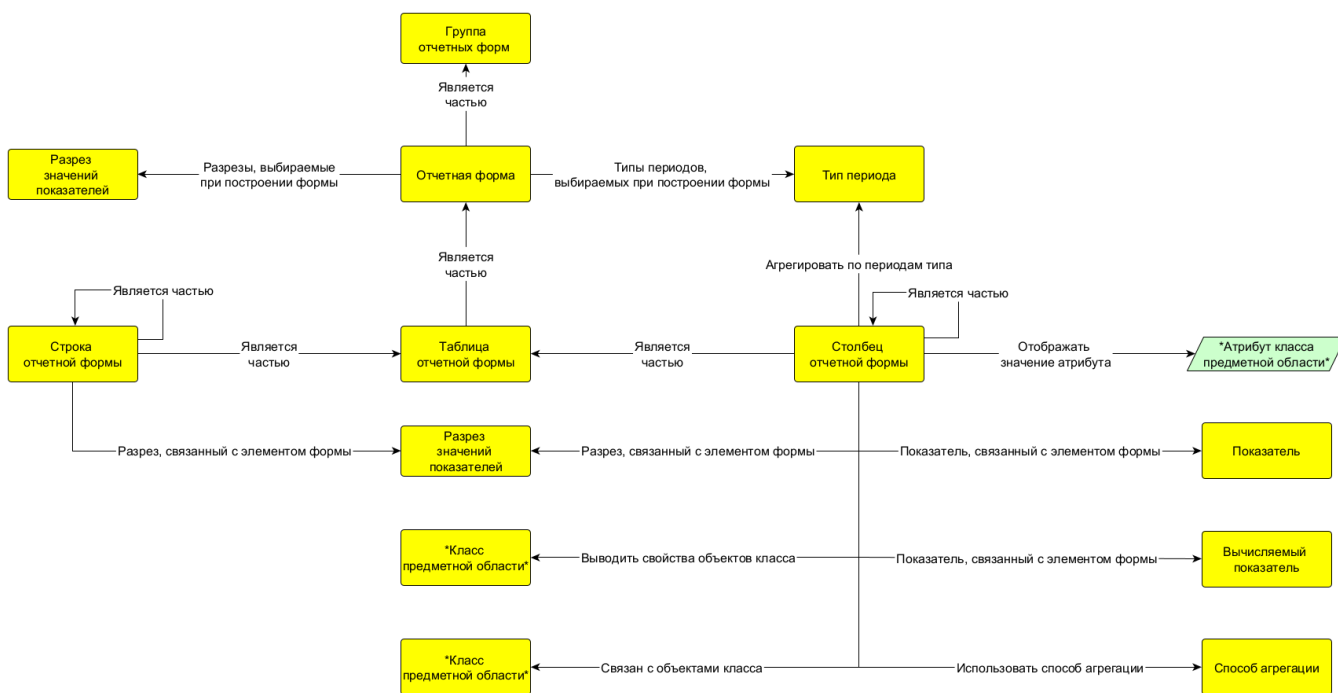 Группа
отчетных форм
Является
частью
Разрез
значений
показателей
Разрезы, выбираемые
при построении формы
Отчетная форма
Типы периодов,
выбираемых при построении формы
Тип периода
Является
частью
Агрегировать по периодам типа
Является частью
Является частью
Строка
отчетной формы
Является
частью
Таблица
отчетной формы
Является
частью
Столбец
отчетной формы
Отображать
значение атрибута
*Атрибут класса
предметной области*
Разрез, связанный с элементом формы
Разрез
значений
показателей
Разрез, связанный с элементом формы
Показатель, связанный с элементом формы
Показатель
*Класс
предметной области*
Выводить свойства объектов класса
Показатель, связанный с элементом формы
Вычисляемый
показатель
*Класс
предметной области*
Связан с объектами класса
Использовать способ агрегации
Способ агрегации